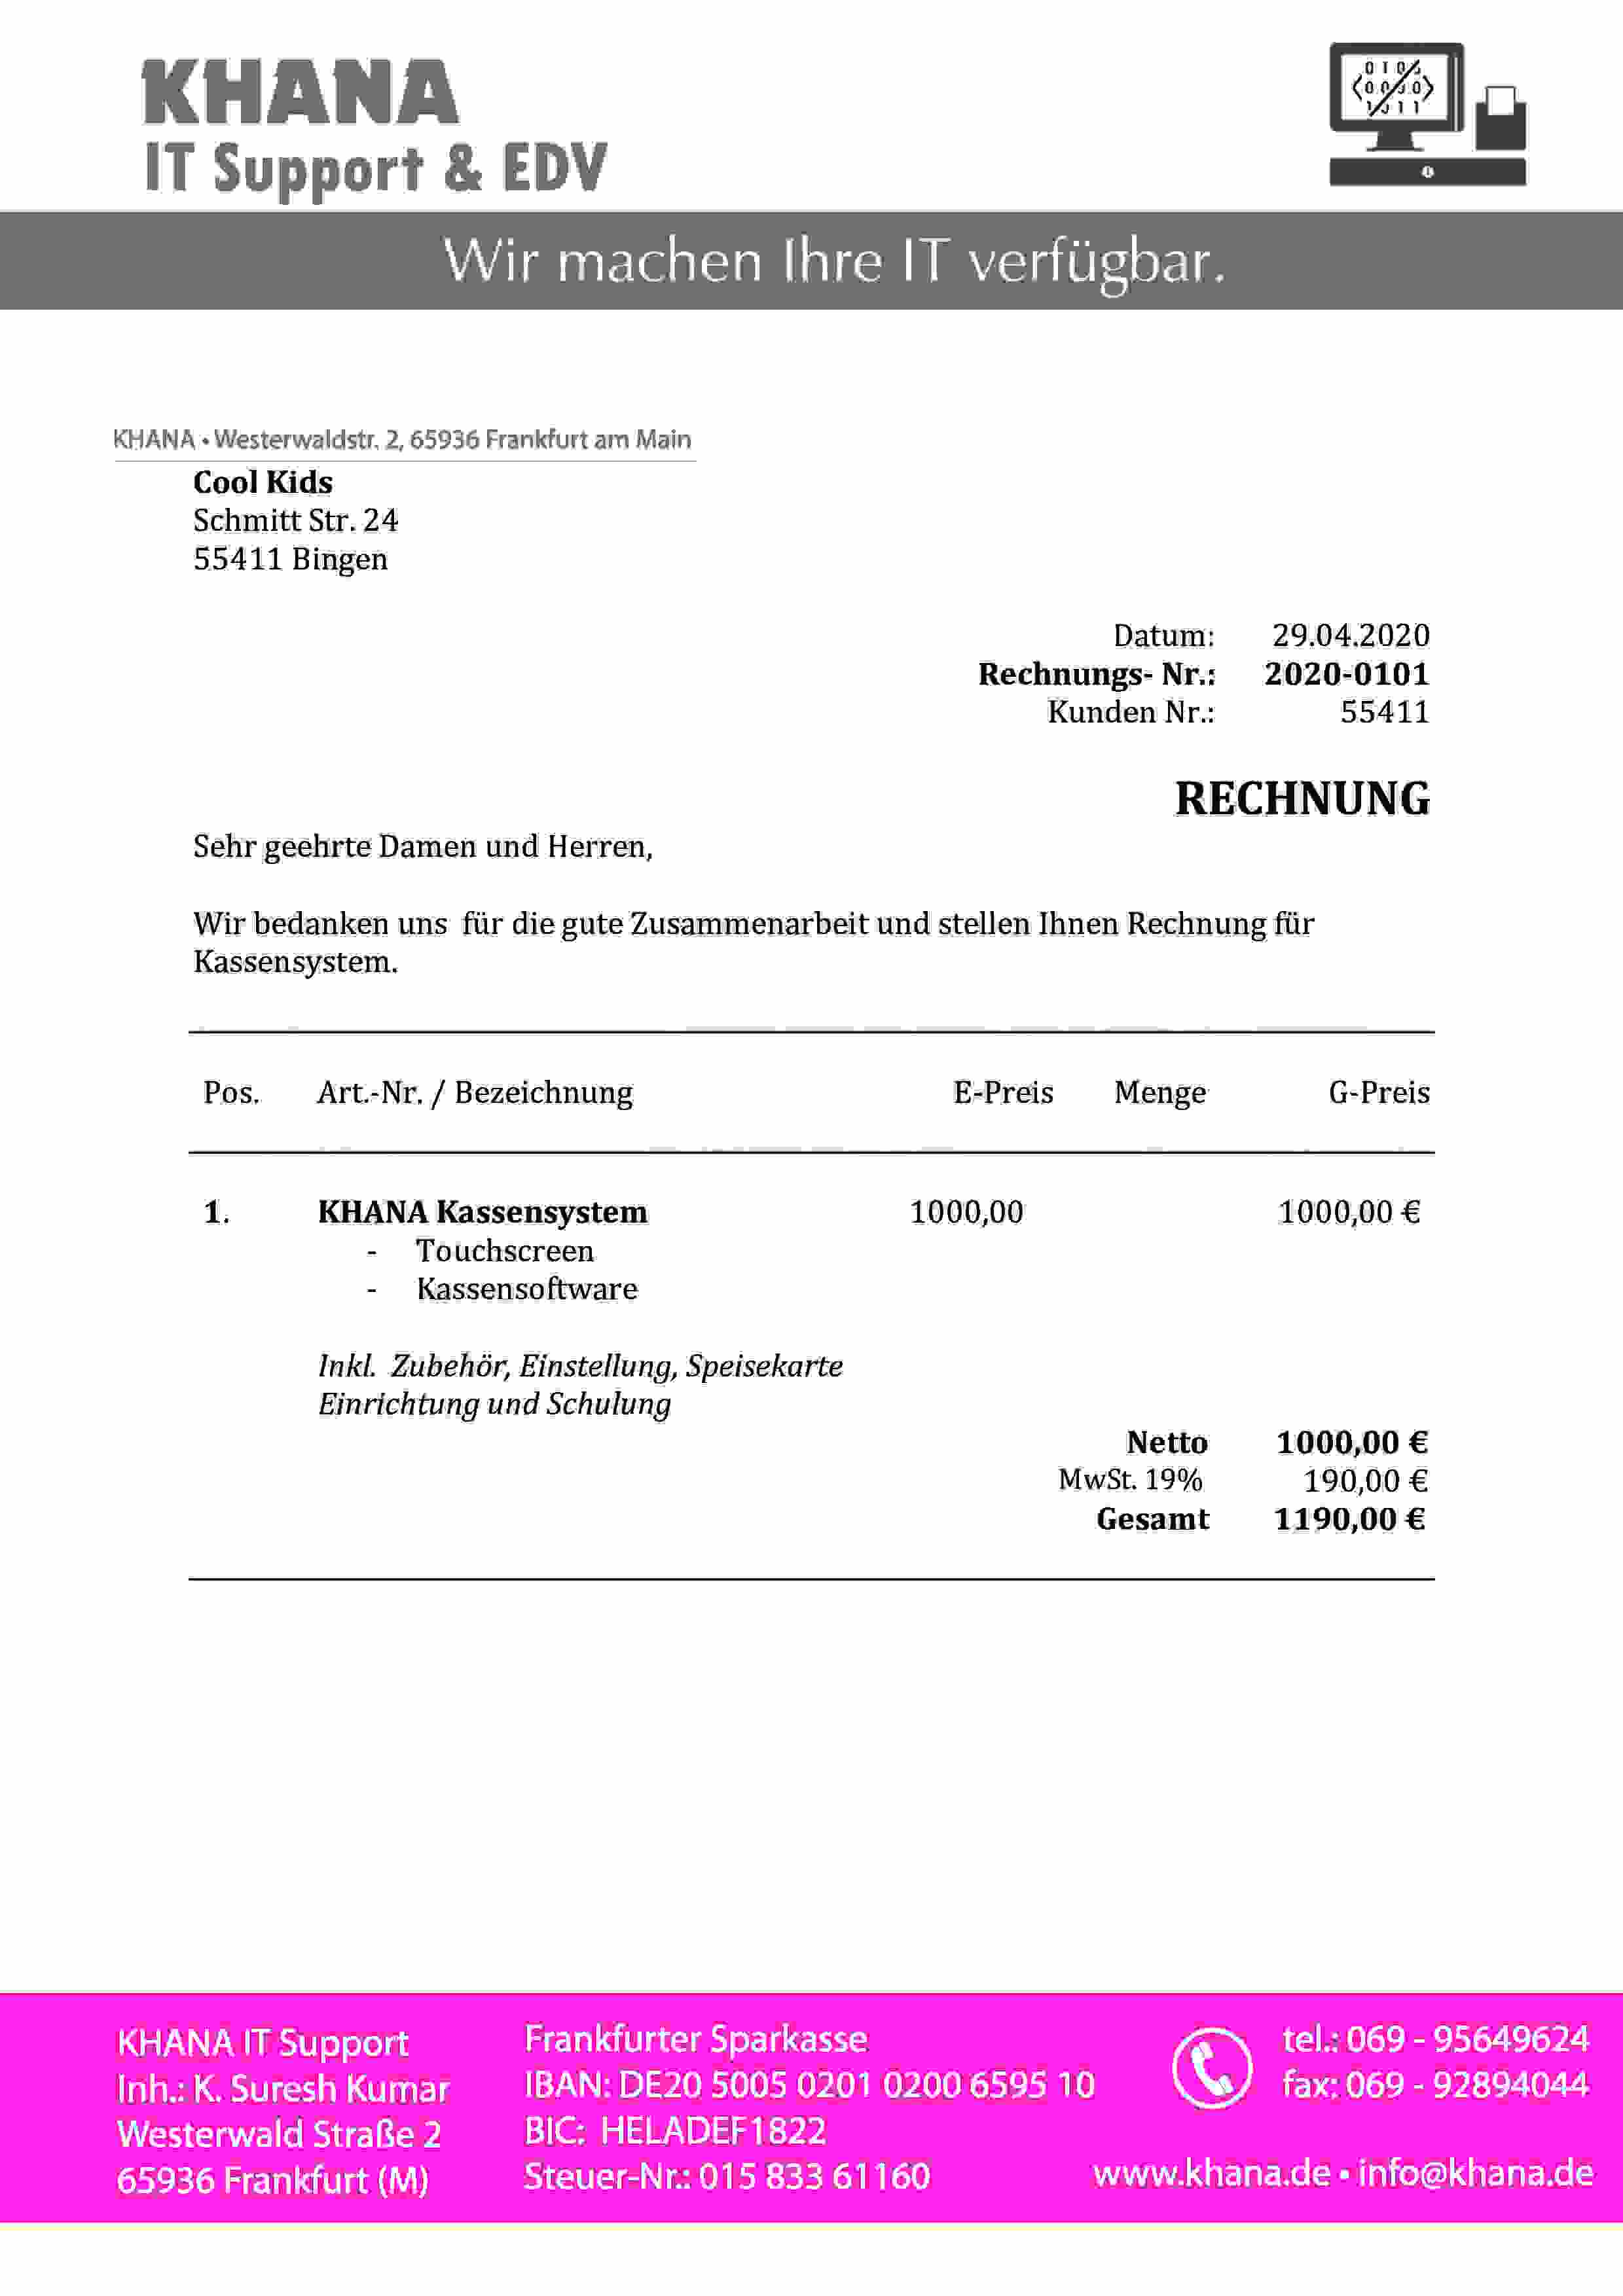 KHANA
IT Support & EDV
Wir machen Ihre IT verfügbar.
KHANA • Westerwaldstr. 2, 65936 Frankfurt am Main
Cool Kids
Schmitt Str. 24
55411 Bingen
Datum: 29.04.2020
Rechnungs- Nr.: 2020-0101
Kunden Nr.: 55411
RECHNUNG
Sehr geehrte Damen und Herren,
Wir bedanken uns für die gute Zusammenarbeit und stellen Ihnen Rechnung für
Kassensystem.
Pos. Art.-Nr. / Bezeichnung E-Preis Menge G-Preis
1. KHANA Kassensystem 1000,00 1000,00 €
- Touchscreen
- Kassensoftware
Inkl. Zubehör, Einstellung, Speisekarte
Einrichtung und Schulung
Netto 1000,00 €
MwSt. 19% 190,00 €
Gesamt 1190,00 €
KHANA IT Support
Inh.: K. Suresh Kumar
Westerwald Straße 2
65936 Frankfurt (M)
Frankfurter Sparkasse
IBAN: DE20 5005 0201 0200 6595 10
BIC: HELADEF1822
Steuer-Nr.: 015 833 61160
tel.: 069 - 95649624
fax: 069 - 92894044
www.khana.de • info@khana.de